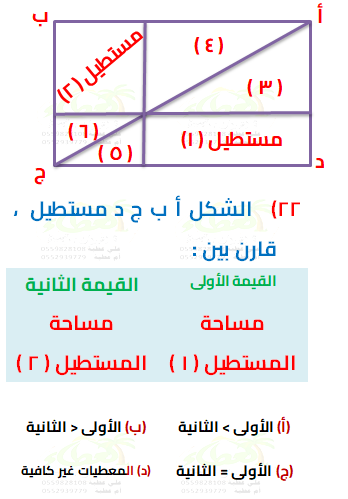 ب أ
مستطيل (٢)
(٤)
(٣)
(٦)
(٥)
مستطيل (١)
ج د
٢٢) الشكل أ ب ج د مستطيل ،
قارن بين :
القيمة الأولى القيمة الثانية
مساحة مساحة
المستطيل (١) المستطيل (٢)
(أ) الأولى > الثانية (ب) الأولى < الثانية
(ج) الأولى = الثانية (د) المعطيات غير كافية